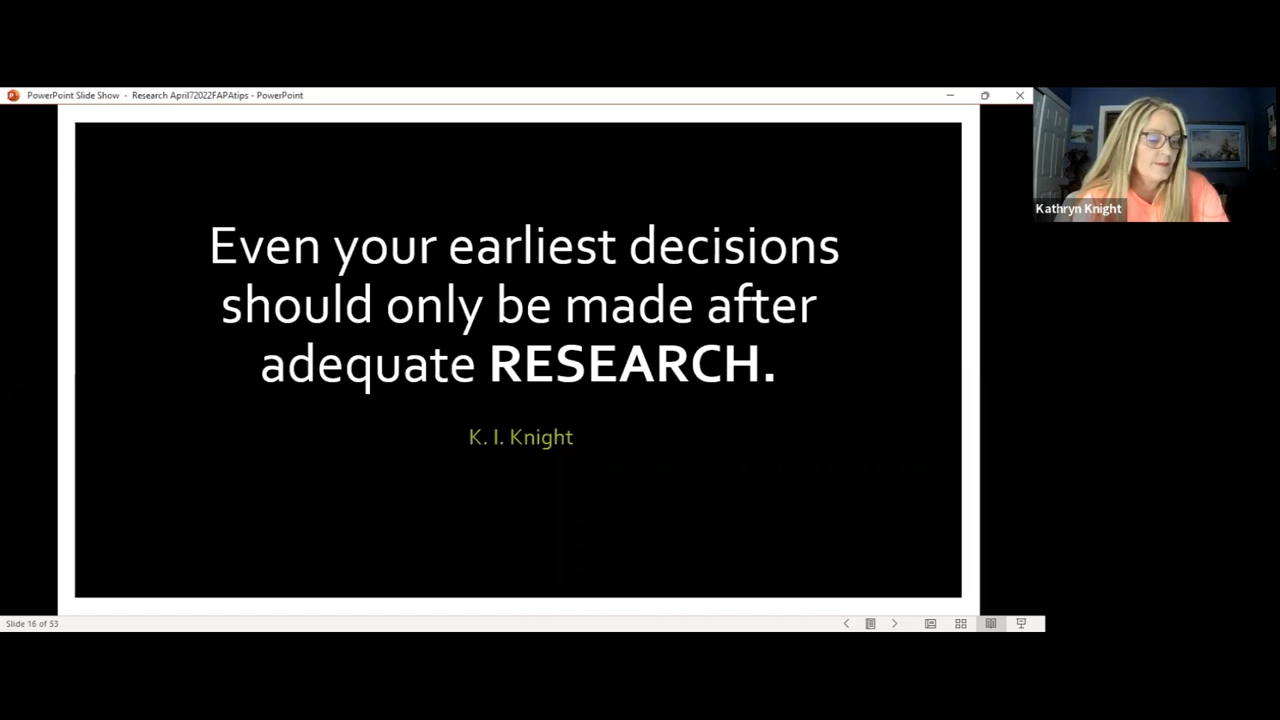 PowerPoint Slide Show - Research April72022FAPAtips - PowerPoint
Even your earliest decisions
should only be made after
adequate RESEARCH.
K. I. Knight
Kathryn Knight
Slide 16 of 53